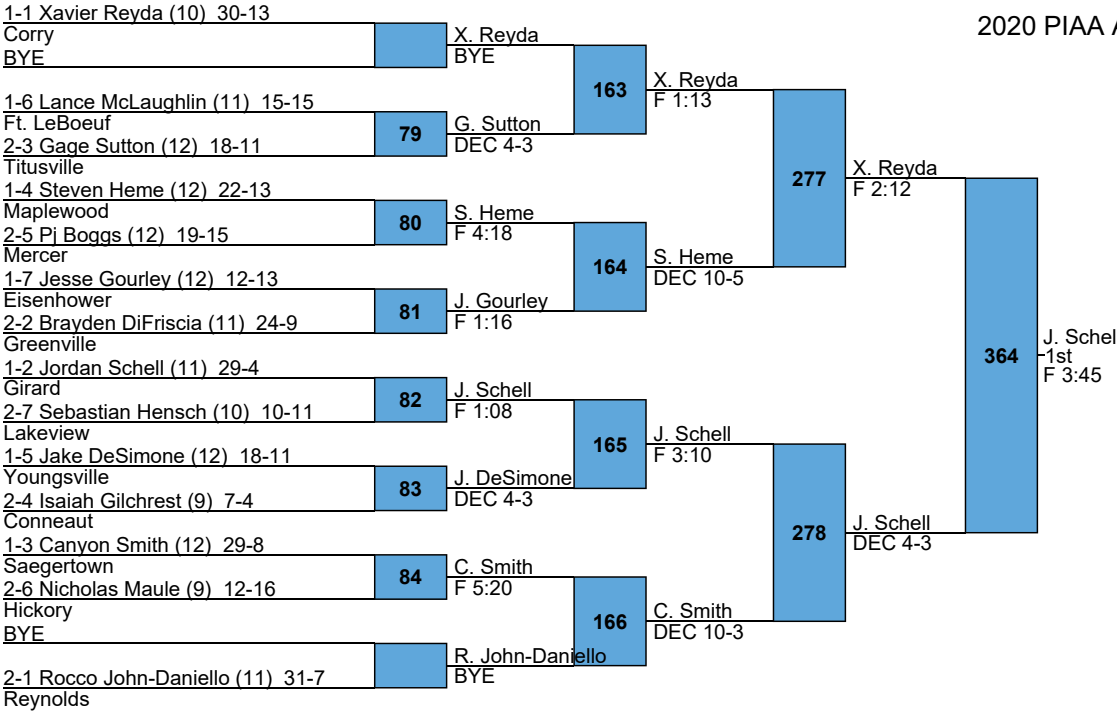 2020 PIAA A
1-1 Xavier Reyda (10) 30-13
Corry
BYE
1-6 Lance McLaughlin (11) 15-15
Ft. LeBoeuf
2-3 Gage Sutton (12) 18-11
Titusville
1-4 Steven Heme (12) 22-13
Maplewood
2-5 Pj Boggs (12) 19-15
Mercer
1-7 Jesse Gourley (12) 12-13
Eisenhower
2-2 Brayden DiFriscia (11) 24-9
Greenville
1-2 Jordan Schell (11) 29-4
Girard
2-7 Sebastian Hensch (10) 10-11
Lakeview
1-5 Jake DeSimone (12) 18-11
Youngsville
2-4 Isaiah Gilchrest (9) 7-4
Conneaut
1-3 Canyon Smith (12) 29-8
Saegertown
2-6 Nicholas Maule (9) 12-16
Hickory
BYE
2-1 Rocco John-Daniello (11) 31-7
Reynolds
79
80
81
82
83
84
X. Reyda
BYE
G. Sutton
DEC 4-3
S. Heme
F 4:18
J. Gourley
F 1:16
J. Schell
F 1:08
J. DeSimone
DEC 4-3
C. Smith
F 5:20
R. John-Daniello
BYE
163
164
165
166
X. Reyda
F 1:13
S. Heme
DEC 10-5
J. Schell
F 3:10
C. Smith
DEC 10-3
277
278
X. Reyda
F 2:12
J. Schell
DEC 4-3
364
J. Schel
1st
F 3:45